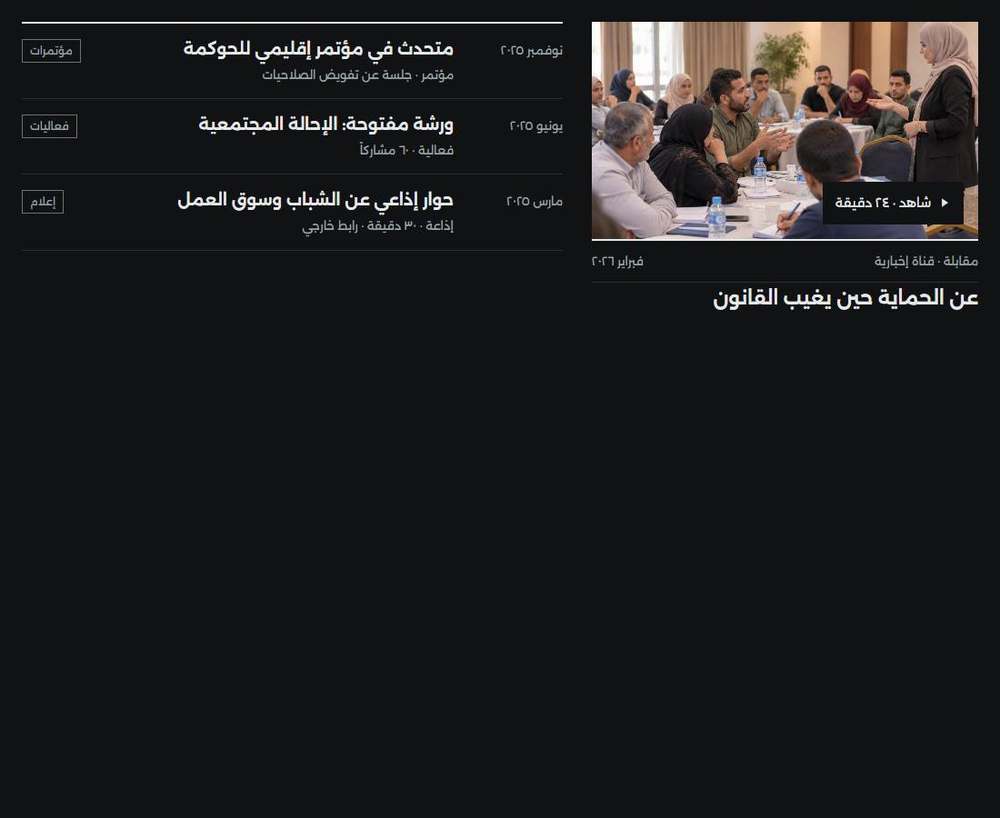 شاهد · ٢٤ دقيقة
مقابلة · قناة إخبارية
فبراير ٢٠٢٦
عن الحماية حين يغيب القانون
نوفمبر ٢٠٢٥
متحدث في مؤتمر إقليمي للحوكمة
مؤتمر · جلسة عن تفويض الصلاحيات
مؤتمرات
يونيو ٢٠٢٥
ورشة مفتوحة: الإحالة المجتمعية
فعالية · ٦٠ مشاركاً
فعاليات
مارس ٢٠٢٥
حوار إذاعي عن الشباب وسوق العمل
إذاعة · ٣٠ دقيقة · رابط خارجي
إعلام